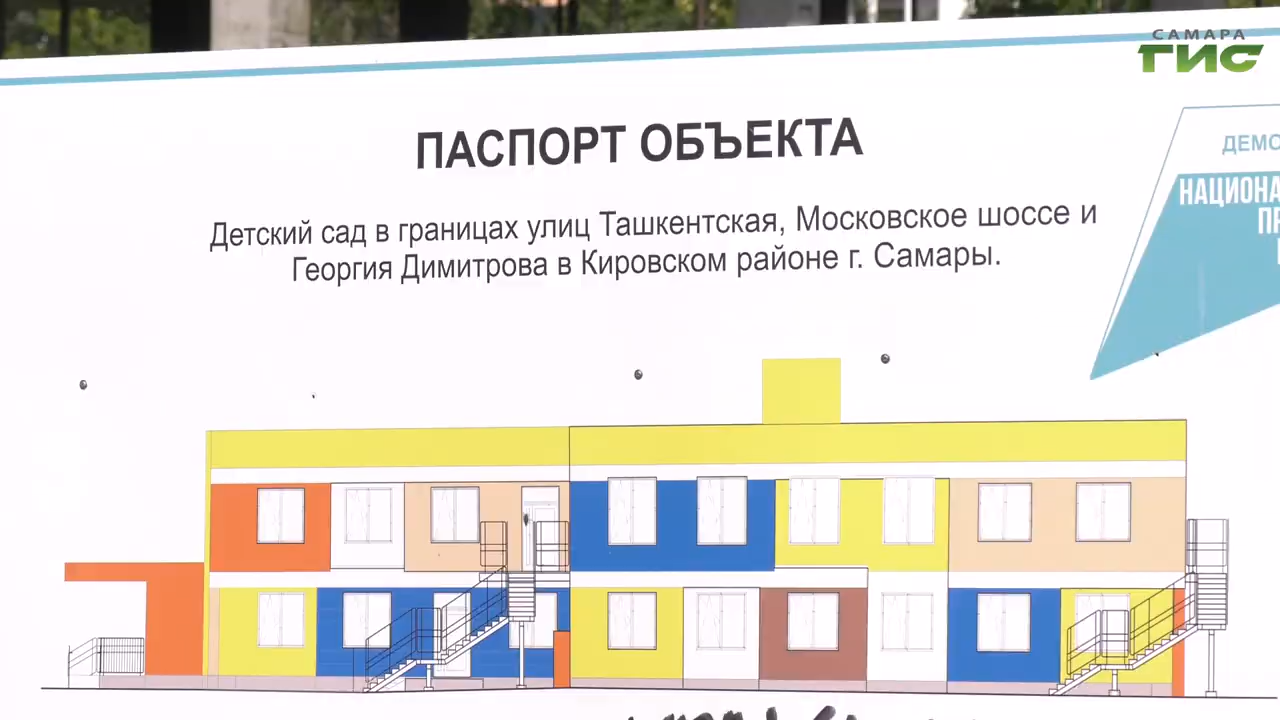 САМАРА
ГИС
ПАСПОРТ ОБЪЕКТА
Детский сад в границах улиц Ташкентская, Московское шоссе и
Георгия Димитрова в Кировском районе г. Самары.